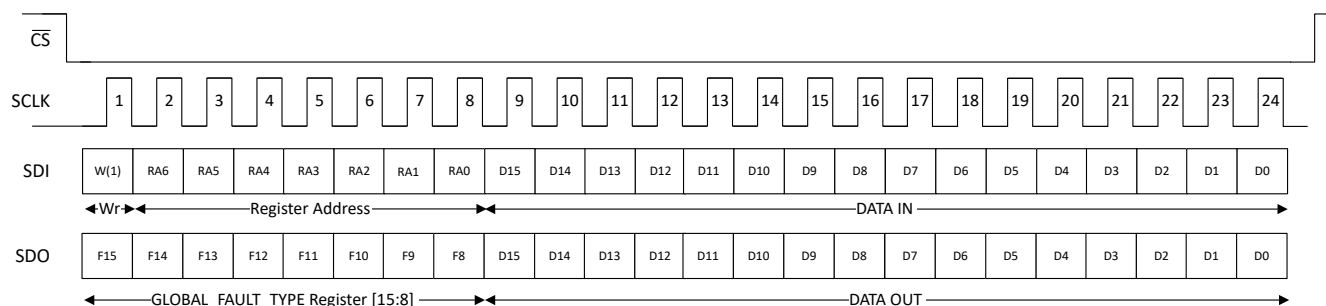 CS
SCLK 1 2 3 4 5 6 7 8 9 10 11 12 13 14 15 16 17 18 19 20 21 22 23 24
SDI W(1) RA6 RA5 RA4 RA3 RA2 RA1 RA0 D15 D14 D13 D12 D11 D10 D9 D8 D7 D6 D5 D4 D3 D2 D1 D0
Wr Register Address DATA IN
SDO F15 F14 F13 F12 F11 F10 F9 F8 D15 D14 D13 D12 D11 D10 D9 D8 D7 D6 D5 D4 D3 D2 D1 D0
GLOBAL_FAULT_TYPE Register [15:8] DATA OUT